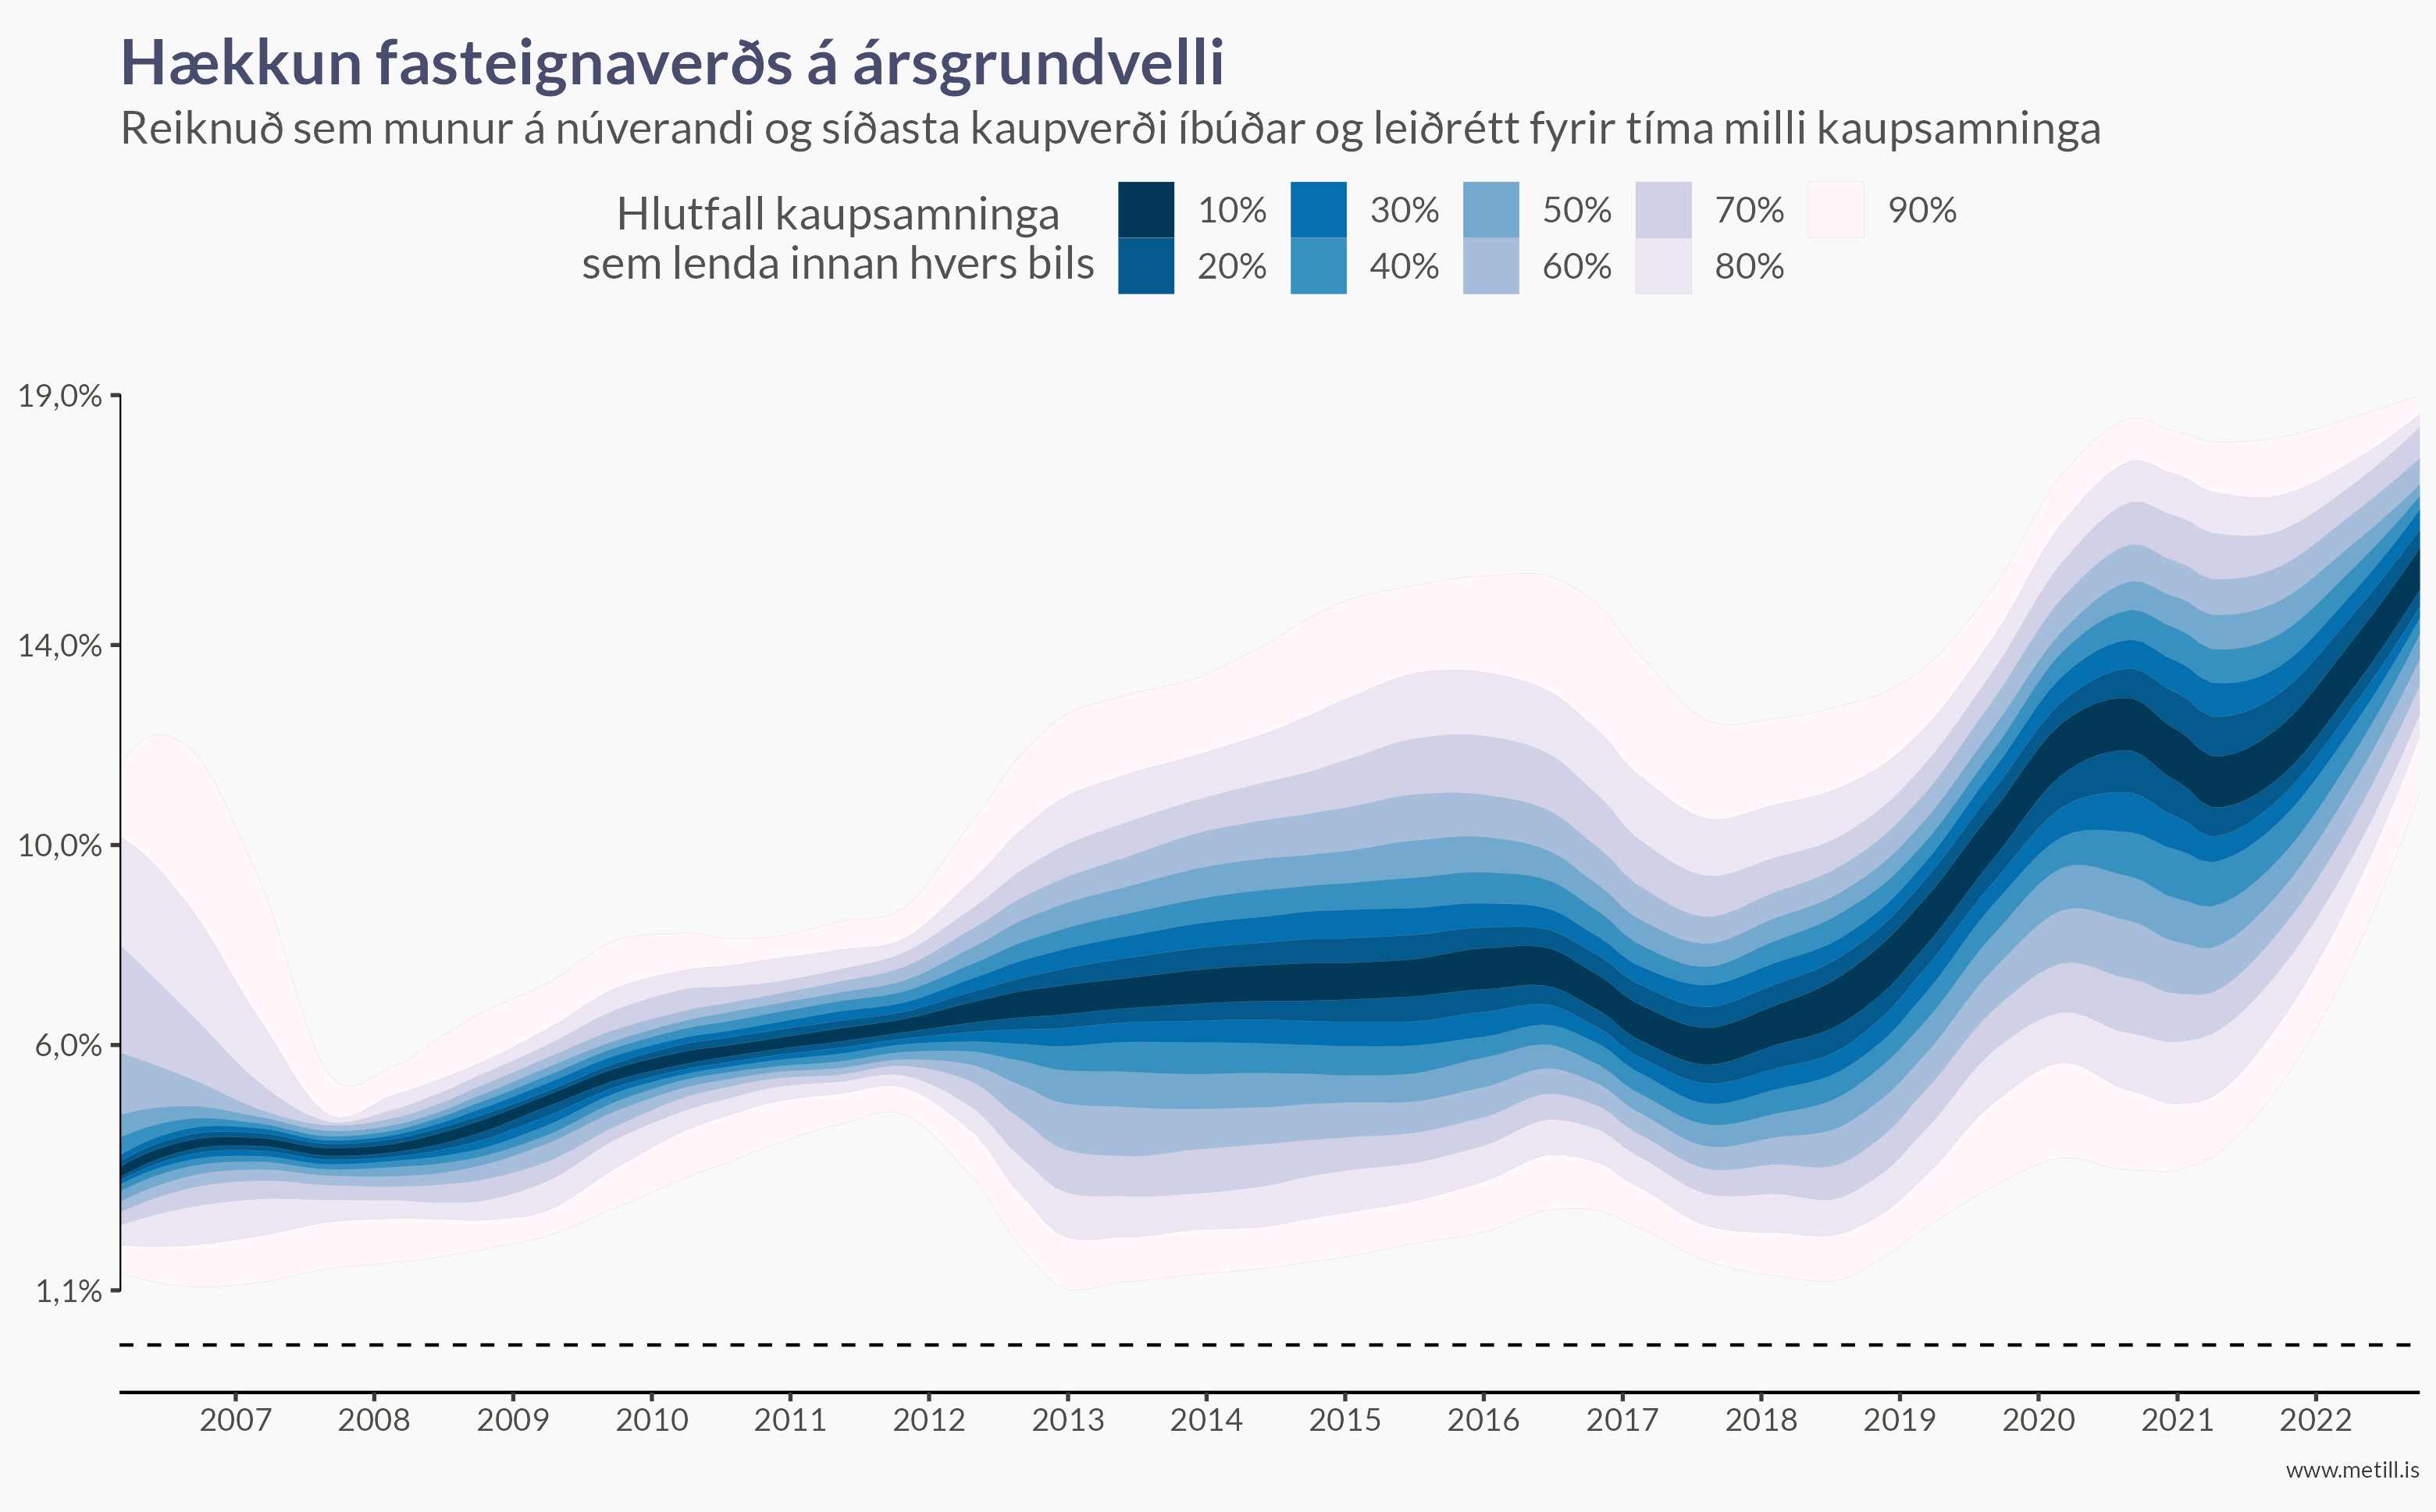 Hækkun fasteignaverðs á ársgrundvelli
Reiknuð sem munur á núverandi og síðasta kaupverði íbúðar og leiðrétt fyrir tíma milli kaupsamninga
Hlutfall kaupsamninga
sem lenda innan hvers bils
10% 30% 50% 70% 90%
20% 40% 60% 80%
19,0%
14,0%
10,0%
6,0%
1,1%
2007 2008 2009 2010 2011 2012 2013 2014 2015 2016 2017 2018 2019 2020 2021 2022
www.metill.is